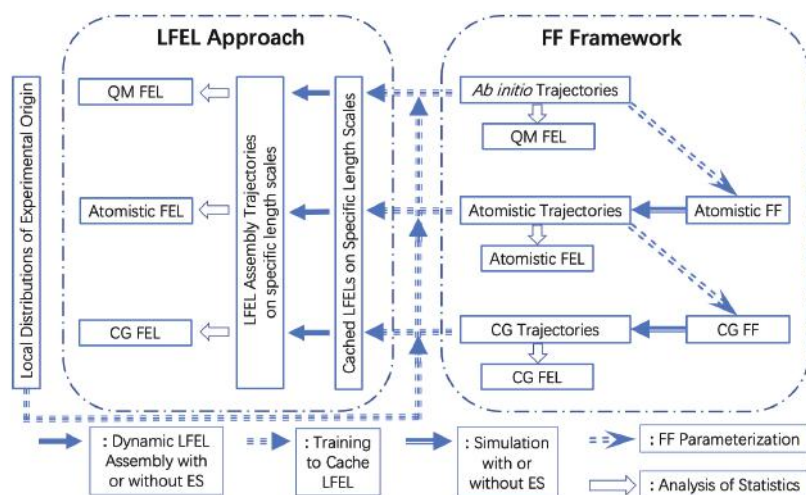 LFEL Approach
FF Framework
Local Distributions of Experimental Origin
QM FEL
Atomistic FEL
CG FEL
LFEL Assembly Trajectories
on specific length scales
Cached LFELs on Specific Length Scales
Ab initio Trajectories
QM FEL
Atomistic Trajectories
Atomistic FF
Atomistic FEL
CG Trajectories
CG FF
CG FEL
: Dynamic LFEL
Assembly with
or without ES
: Training
to Cache
LFEL
: Simulation
with or
without ES
: FF Parameterization
: Analysis of Statistics